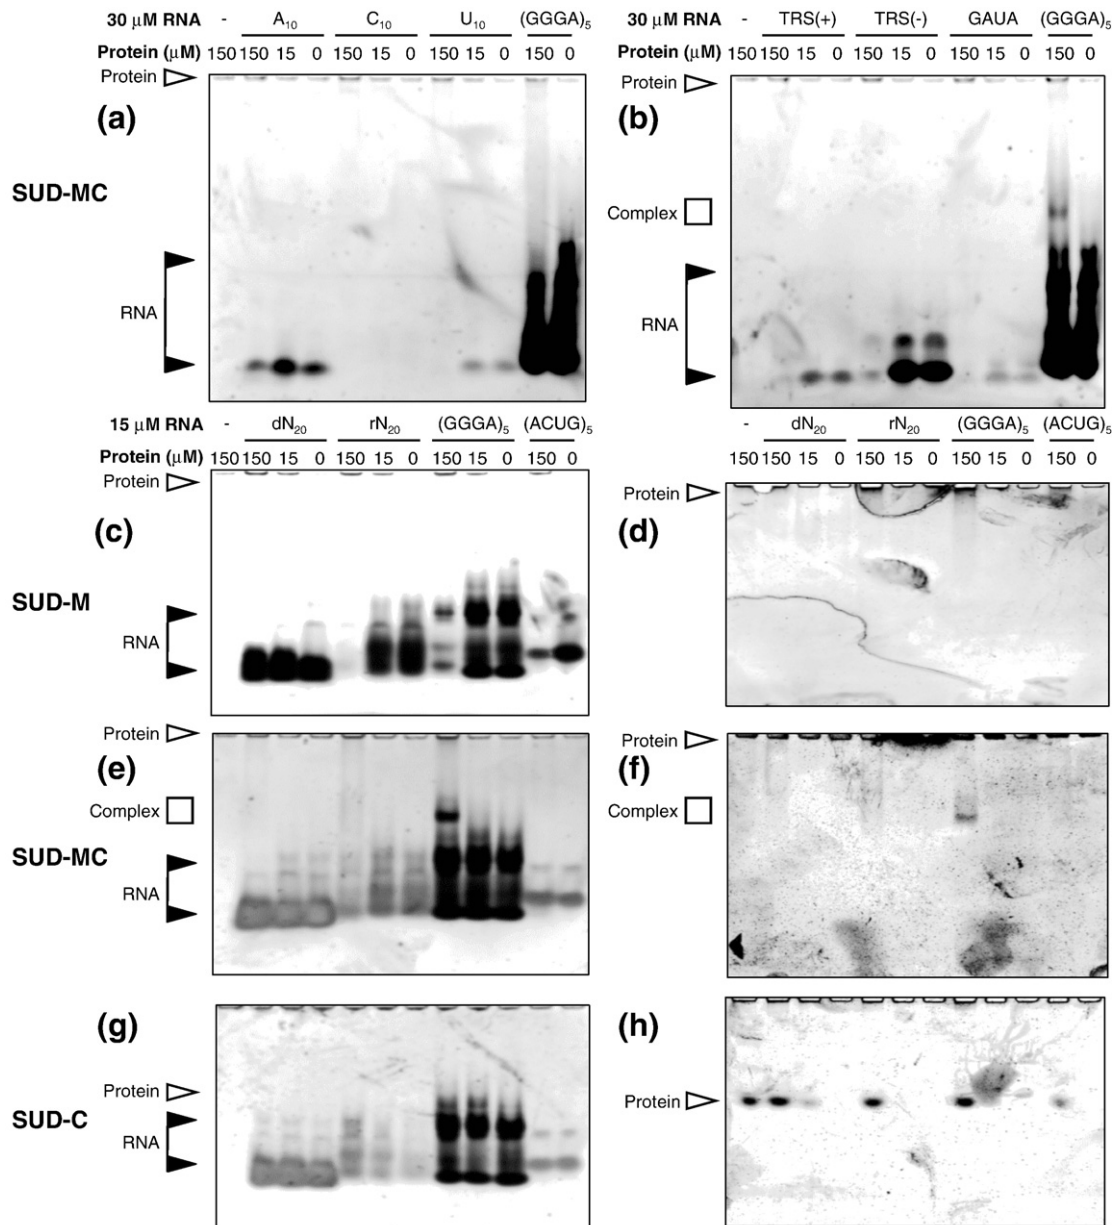 30 μM RNA - A10 C10 U10 (GGGA)5
Protein (μM) 150 150 15 0 150 15 0 150 15 0 150 0
Protein
(a)
SUD-MC
RNA
30 μM RNA - TRS(+) TRS(-) GAUA (GGGA)5
Protein (μM) 150 150 15 0 150 15 0 150 15 0 150 0
Protein
(b)
Complex
RNA
15 μM RNA - dN20 rN20 (GGGA)5 (ACUG)5
Protein (μM) 150 150 15 0 150 15 0 150 15 0 150 0
Protein
(c)
SUD-M
RNA
- dN20 rN20 (GGGA)5 (ACUG)5
150 150 15 0 150 15 0 150 15 0 150 0
Protein
(d)
Protein
(e)
Complex
SUD-MC
RNA
Protein
(f)
Complex
(g)
Protein
SUD-C
RNA
(h)
Protein